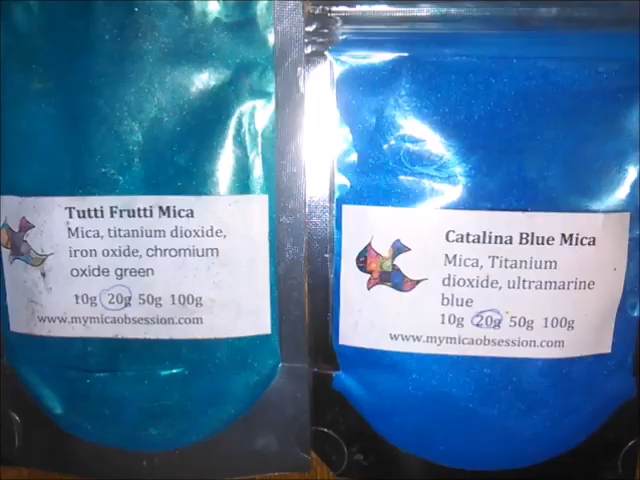 Tutti Frutti Mica
Mica, titanium dioxide,
iron oxide, chromium
oxide green
10g 20g 50g 100g
www.mymicaobsession.com
Catalina Blue Mica
Mica, Titanium
dioxide, ultramarine
blue
10g 20g 50g 100g
www.mymicaobsession.com